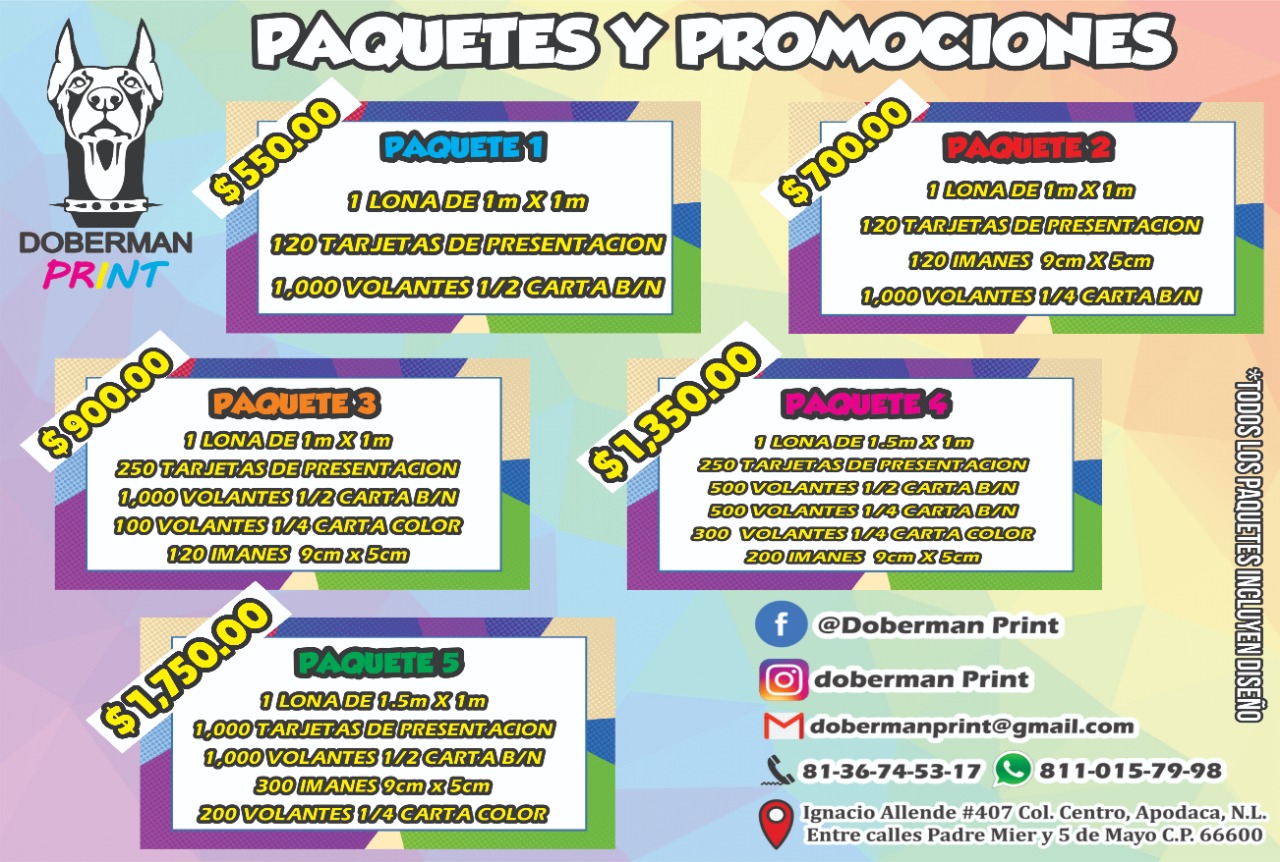 PAQUETES Y PROMOCIONES
DOBERMAN
PRINT
$550.00
PAQUETE 1
1 LONA DE 1m X 1m
120 TARJETAS DE PRESENTACION
1,000 VOLANTES 1/2 CARTA B/N
$700.00
PAQUETE 2
1 LONA DE 1m X 1m
120 TARJETAS DE PRESENTACION
120 IMANES 9cm X 5cm
1,000 VOLANTES 1/4 CARTA B/N
$900.00
PAQUETE 3
1 LONA DE 1m X 1m
250 TARJETAS DE PRESENTACION
1,000 VOLANTES 1/2 CARTA B/N
100 VOLANTES 1/4 CARTA COLOR
120 IMANES 9cm x 5cm
$1,350.00
PAQUETE 4
1 LONA DE 1.5m X 1m
250 TARJETAS DE PRESENTACION
500 VOLANTES 1/2 CARTA B/N
500 VOLANTES 1/4 CARTA B/N
300 VOLANTES 1/4 CARTA COLOR
200 IMANES 9cm X 5cm
*TODOS LOS PAQUETES INCLUYEN DISEÑO
$1,750.00
PAQUETE 5
1 LONA DE 1.5m X 1m
1,000 TARJETAS DE PRESENTACION
1,000 VOLANTES 1/2 CARTA B/N
300 IMANES 9cm x 5cm
200 VOLANTES 1/4 CARTA COLOR
f @Doberman Print
doberman Print
dobermanprint@gmail.com
81-36-74-53-17 811-015-79-98
Ignacio Allende #407 Col. Centro, Apodaca, N.L.
Entre calles Padre Mier y 5 de Mayo C.P. 66600